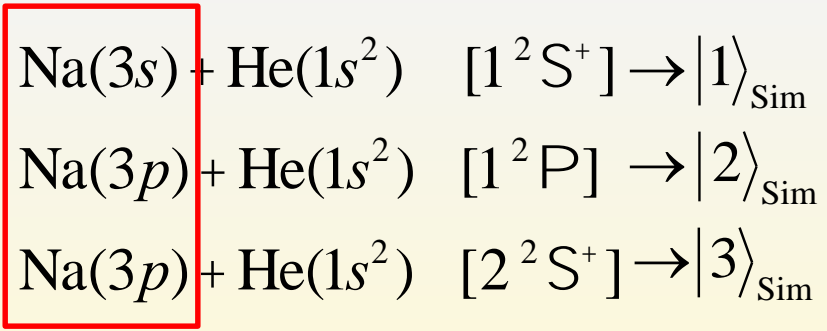 Na(3s) + He(1s²) [1 ²S⁺] → |1⟩Sim
Na(3p) + He(1s²) [1 ²P] → |2⟩Sim
Na(3p) + He(1s²) [2 ²S⁺] → |3⟩Sim